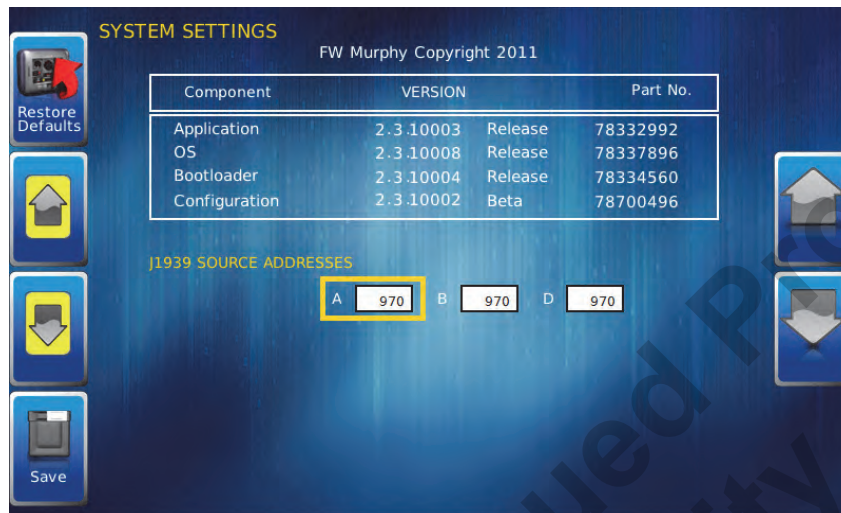 SYSTEM SETTINGS
FW Murphy Copyright 2011
Component VERSION Part No.
Application 2.3.10003 Release 78332992
OS 2.3.10008 Release 78337896
Bootloader 2.3.10004 Release 78334560
Configuration 2.3.10002 Beta 78700496
J1939 SOURCE ADDRESSES
A 970 B 970 D 970
Restore
Defaults
Save